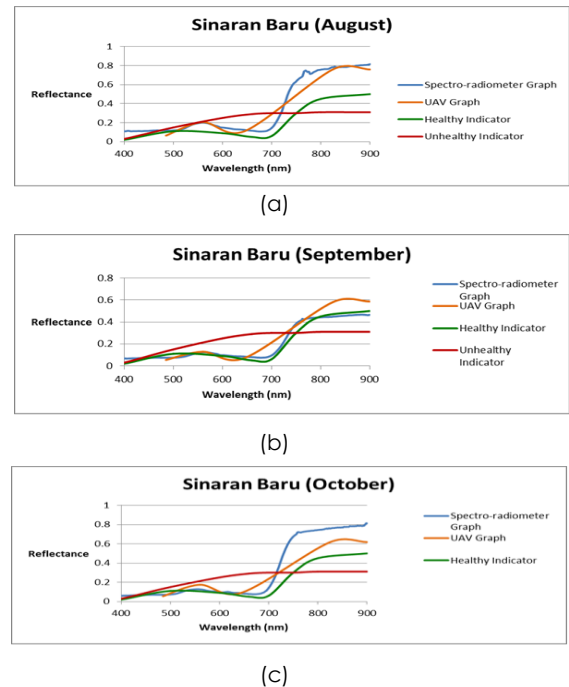 Sinaran Baru (August)
1
0.8
0.6
0.4
0.2
0
Reflectance
400 500 600 700 800 900
Wavelength (nm)
Spectro-radiometer Graph
UAV Graph
Healthy Indicator
Unhealthy Indicator
(a)
Sinaran Baru (September)
0.8
0.6
0.4
0.2
0
Reflectance
400 500 600 700 800 900
Wavelength (nm)
Spectro-radiometer
Graph
UAV Graph
Healthy Indicator
Unhealthy
Indicator
(b)
Sinaran Baru (October)
1
0.8
0.6
0.4
0.2
0
Reflectance
400 500 600 700 800 900
Wavelength (nm)
Spectro-radiometer
Graph
UAV Graph
Healthy Indicator
(c)